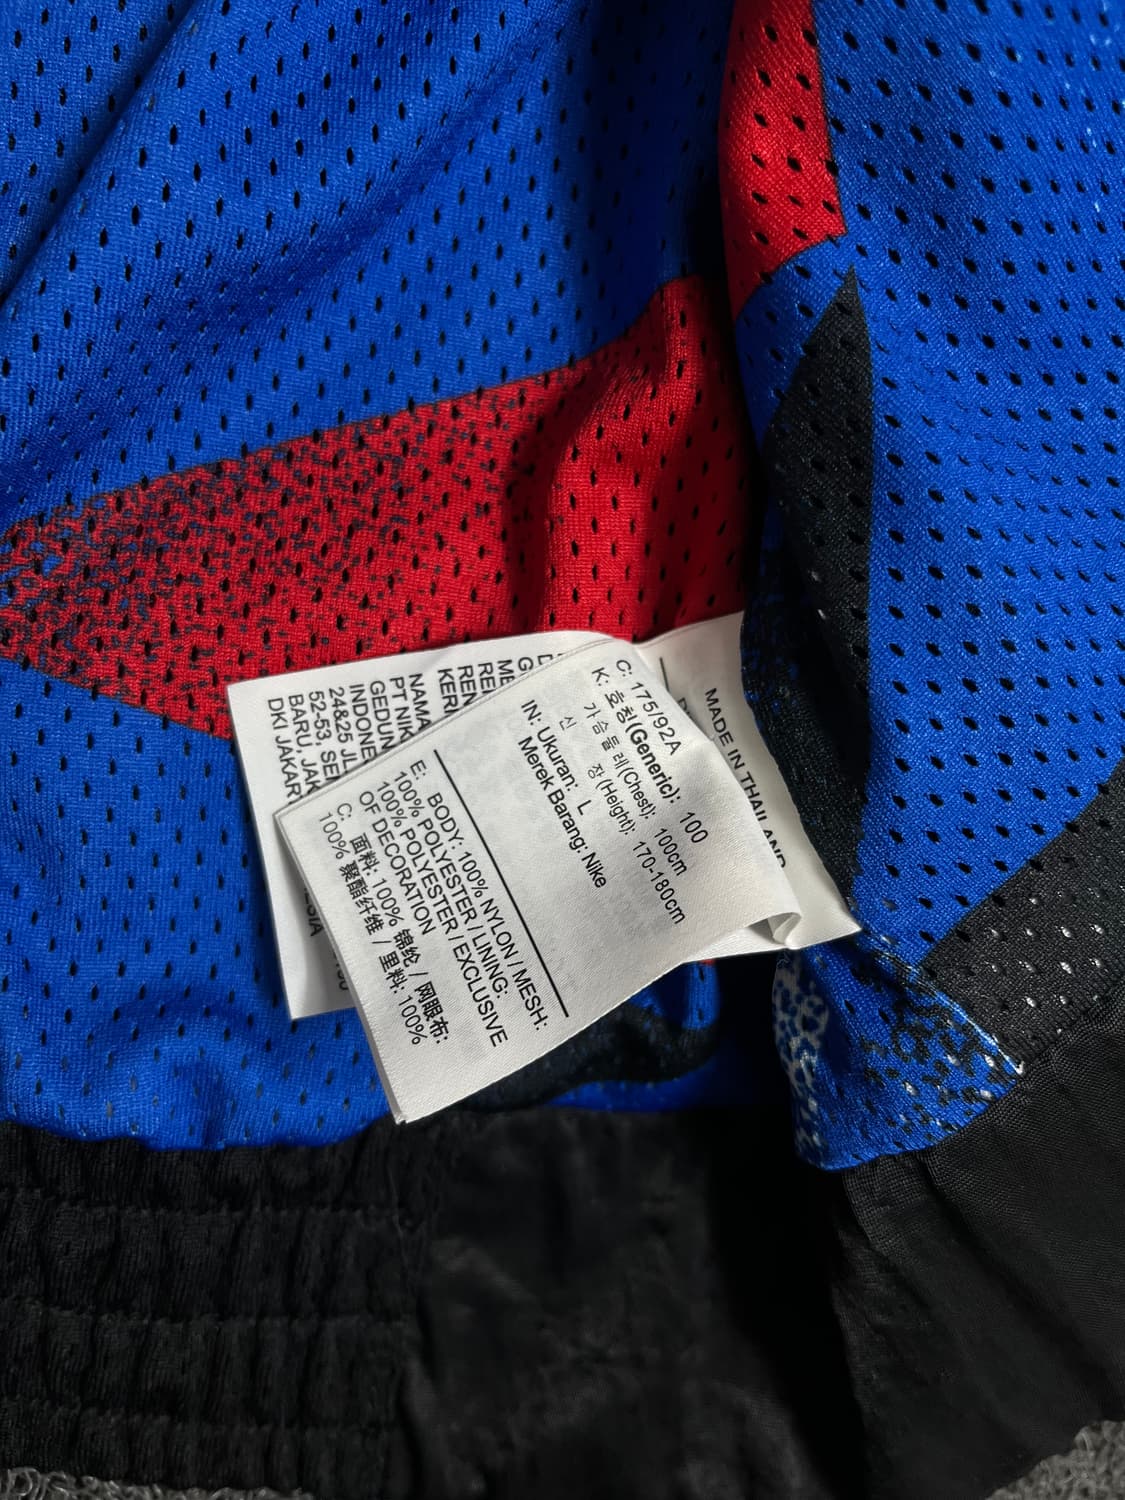 C: 175/92A
K: 호칭(Generic): 100
가슴둘레(Chest): 100cm
신 장(Height): 170-180cm
IN: Ukuran: L
Merek Barang: Nike
E: BODY: 100% NYLON / MESH:
100% POLYESTER / LINING:
100% POLYESTER / EXCLUSIVE
OF DECORATION
C: 面料: 100% 锦纶 / 网眼布:
100% 聚酯纤维 / 里料: 100%
MADE IN THAILAND
NAMA
PT NIK
GEDUN
INDONE
24&25 JL.
52-53, SEN
BARU, JAK
DKI JAKAR